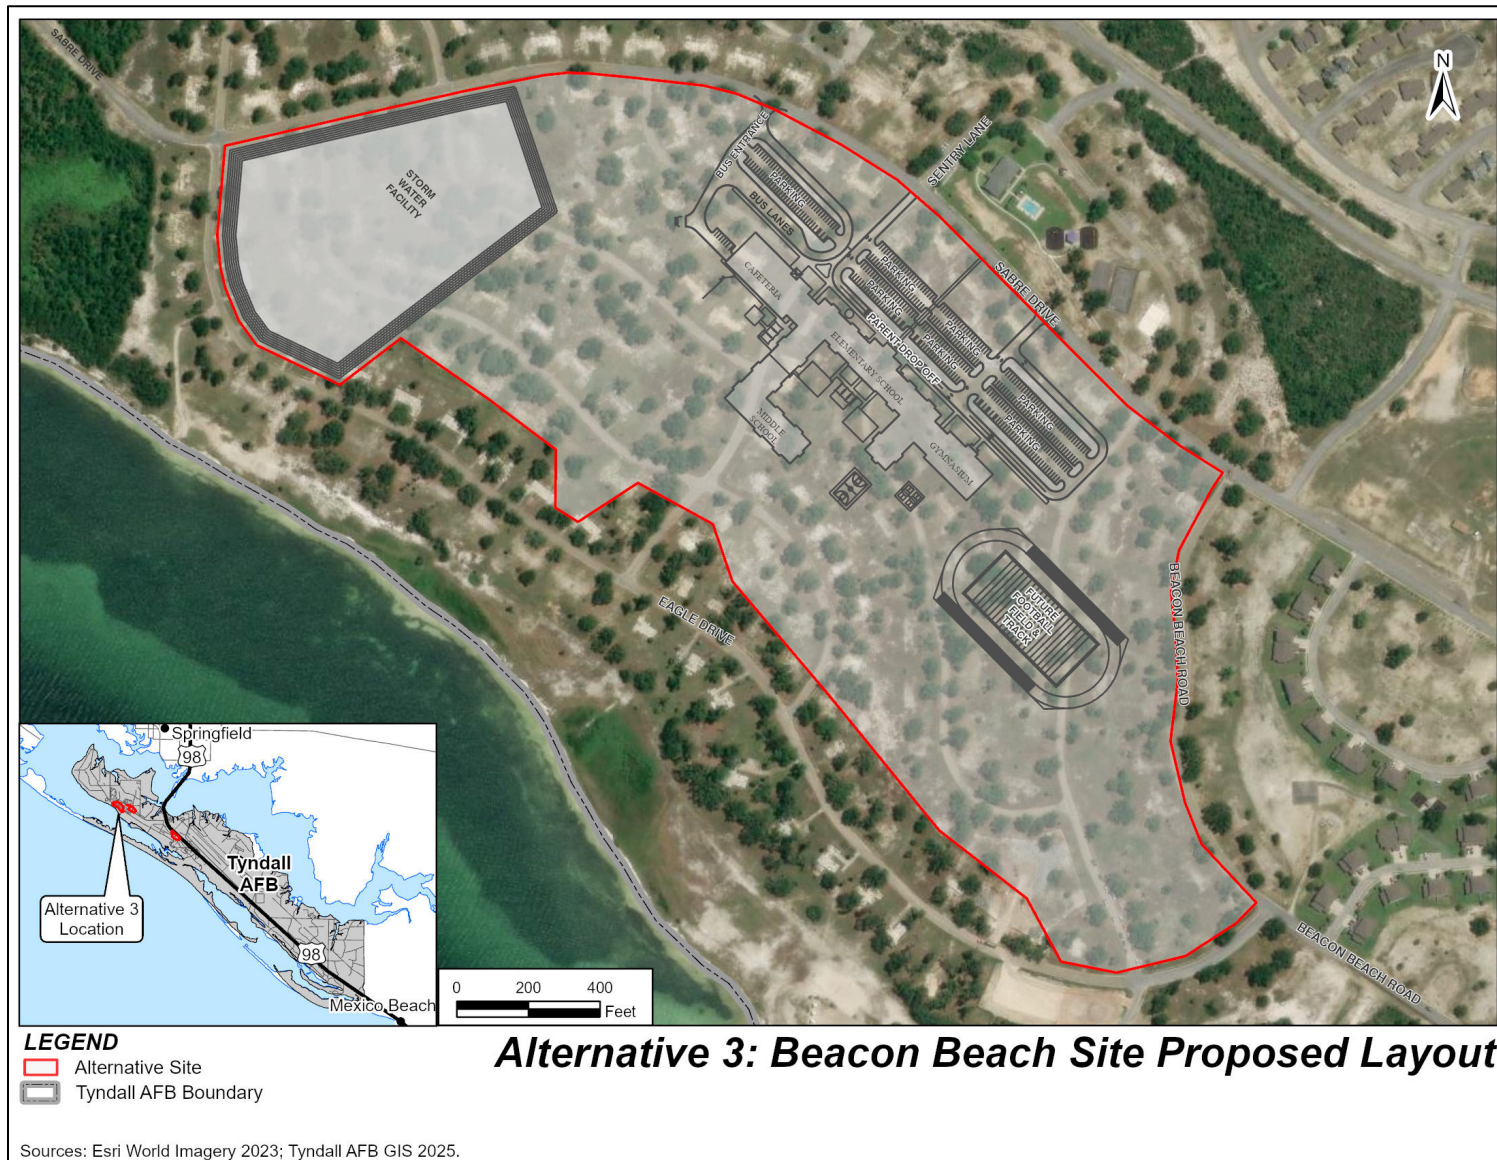 SABRE DRIVE
N
STORM
WATER
FACILITY
BUS ENTRANCE
PARKING
BUS LANES
SENTRY LANE
CAFETERIA
PARKING
PARKING
SABRE DRIVE
PARKING
PARKING
PARENT DROP OFF
ELEMENTARY SCHOOL
PARKING
PARKING
MIDDLE
SCHOOL
GYMNASIUM
FUTURE
FOOTBALL
FIELD &
TRACK
BEACON BEACH ROAD
EAGLE DRIVE
BEACON BEACH ROAD
Springfield
98
Tyndall
AFB
Alternative 3
Location
98
Mexico Beach
0 200 400
Feet
LEGEND
Alternative Site
Tyndall AFB Boundary
Alternative 3: Beacon Beach Site Proposed Layout
Sources: Esri World Imagery 2023; Tyndall AFB GIS 2025.